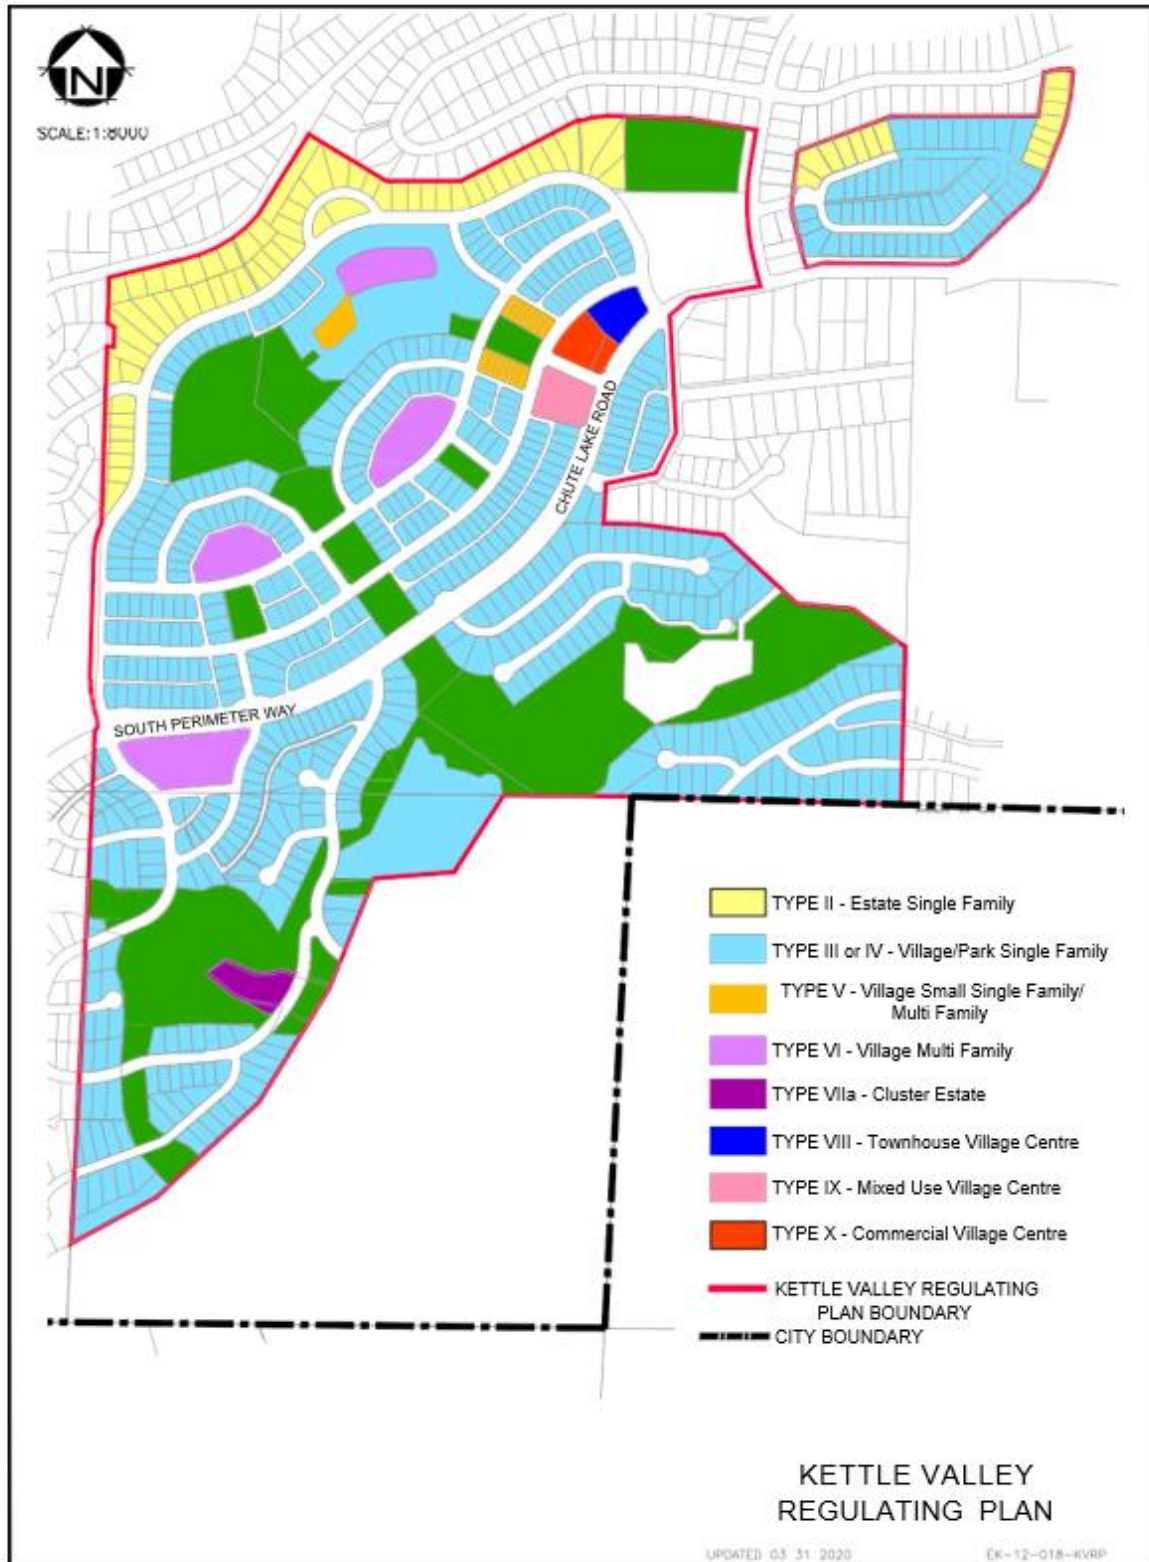 N
SCALE: 1:8000
CHUTE LAKE ROAD
SOUTH PERIMETER WAY
TYPE II - Estate Single Family
TYPE III or IV - Village/Park Single Family
TYPE V - Village Small Single Family/
Multi Family
TYPE VI - Village Multi Family
TYPE VIIa - Cluster Estate
TYPE VIII - Townhouse Village Centre
TYPE IX - Mixed Use Village Centre
TYPE X - Commercial Village Centre
KETTLE VALLEY REGULATING
PLAN BOUNDARY
CITY BOUNDARY
KETTLE VALLEY
REGULATING PLAN
UPDATED 03 31 2020
EK-12-018-KVRP